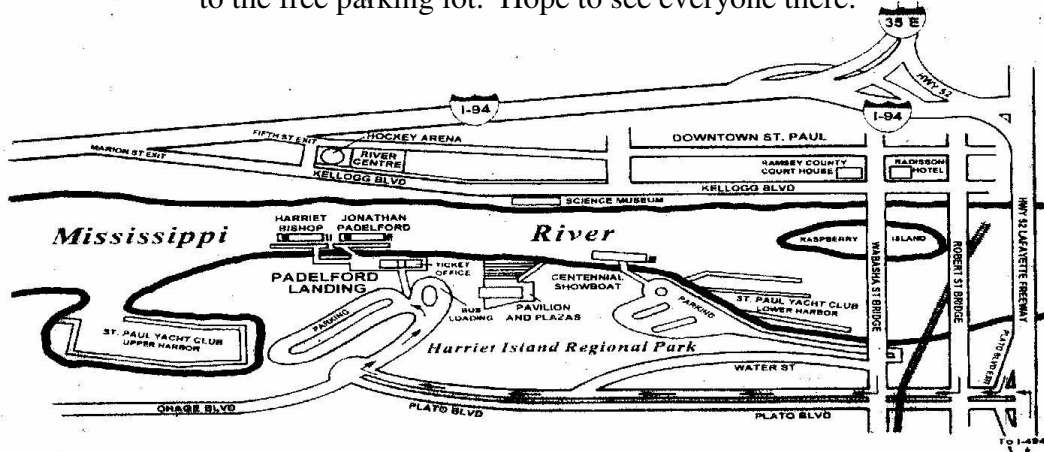 to the free parking lot. Hope to see everyone there.
35 E
HWY 52
I-94
I-94
FIFTH ST EXIT
HOCKEY ARENA
DOWNTOWN ST. PAUL
MARION ST EXIT
RIVER
CENTRE
RAMSEY COUNTY
COURT HOUSE
RADISSON
HOTEL
KELLOGG BLVD
KELLOGG BLVD
SCIENCE MUSEUM
HARRIET
BISHOP
JONATHAN
PADELFORD
Mississippi
River
RASPBERRY ISLAND
HWY 52 LAFAYETTE FREEWAY
WABASHA ST BRIDGE
ROBERT ST BRIDGE
TICKET
OFFICE
PADELFORD
LANDING
CENTENNIAL
SHOWBOAT
BUS
LOADING
PAVILION
AND PLAZAS
PARKING
PARKING
ST. PAUL YACHT CLUB
LOWER HARBOR
ST. PAUL YACHT CLUB
UPPER HARBOR
Harriet Island Regional Park
PLATO BLVD EXIT
WATER ST
OHAGE BLVD
PLATO BLVD
PLATO BLVD
To I-494